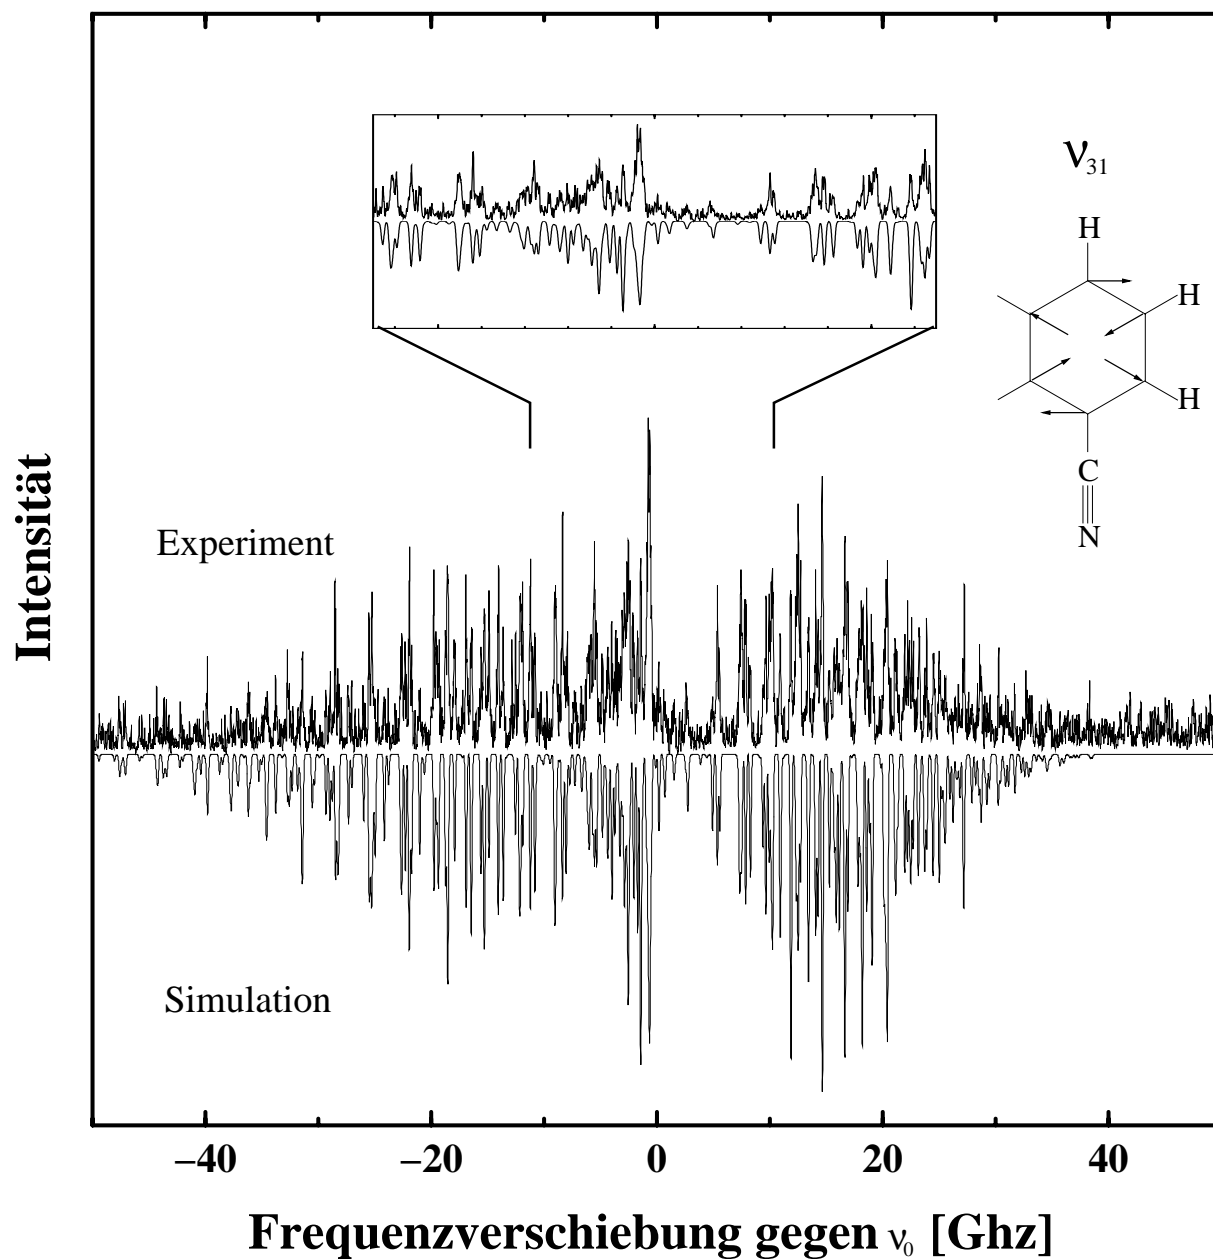 ν31
H
H
H
C
N
Experiment
Simulation
Intensität
−40 −20 0 20 40
Frequenzverschiebung gegen ν0 [Ghz]